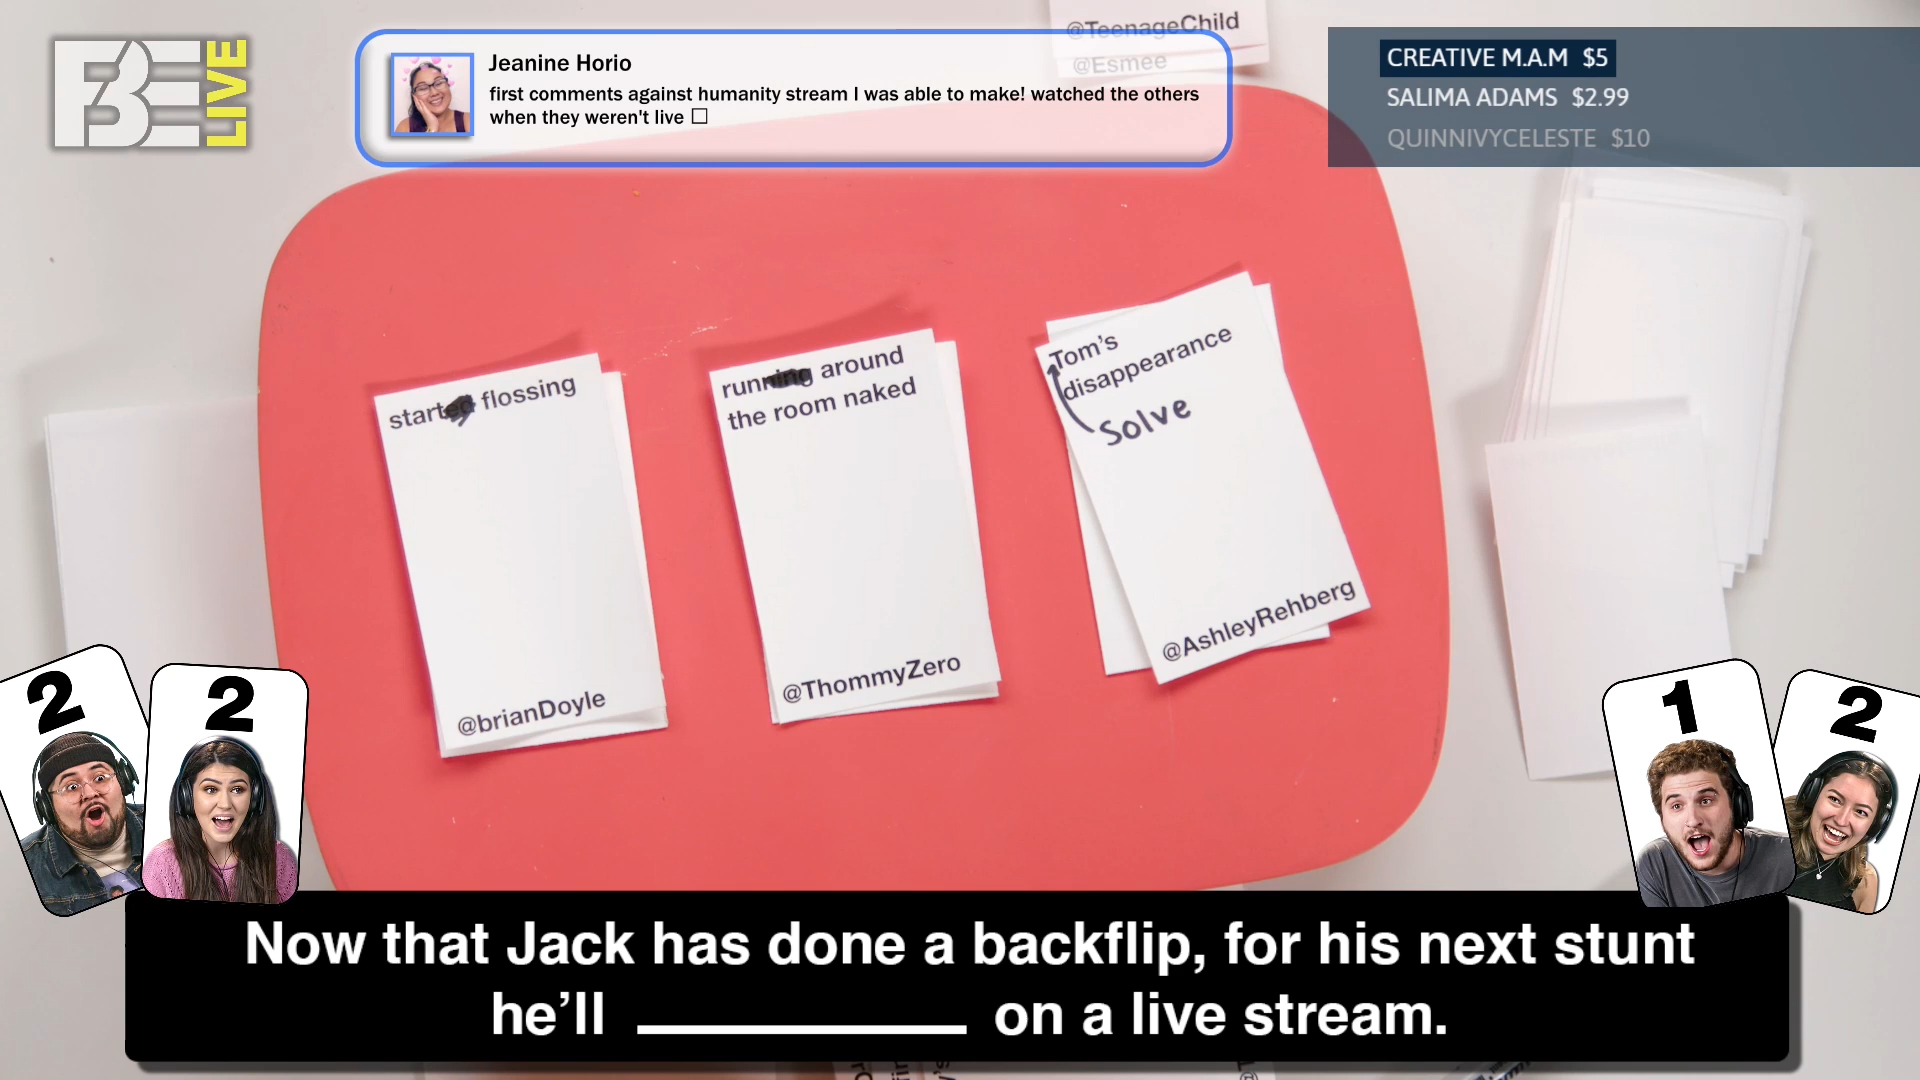 FBE LIVE
Jeanine Horio
first comments against humanity stream I was able to make! watched the others
when they weren't live
@TeenageChild
@Esmee
CREATIVE M.A.M $5
SALIMA ADAMS $2.99
QUINNIVYCELESTE $10
started flossing
@brianDoyle
running around
the room naked
@ThommyZero
Tom's
disappearance
Solve
@AshleyRehberg
2
2
1
2
Now that Jack has done a backflip, for his next stunt
he'll ________ on a live stream.